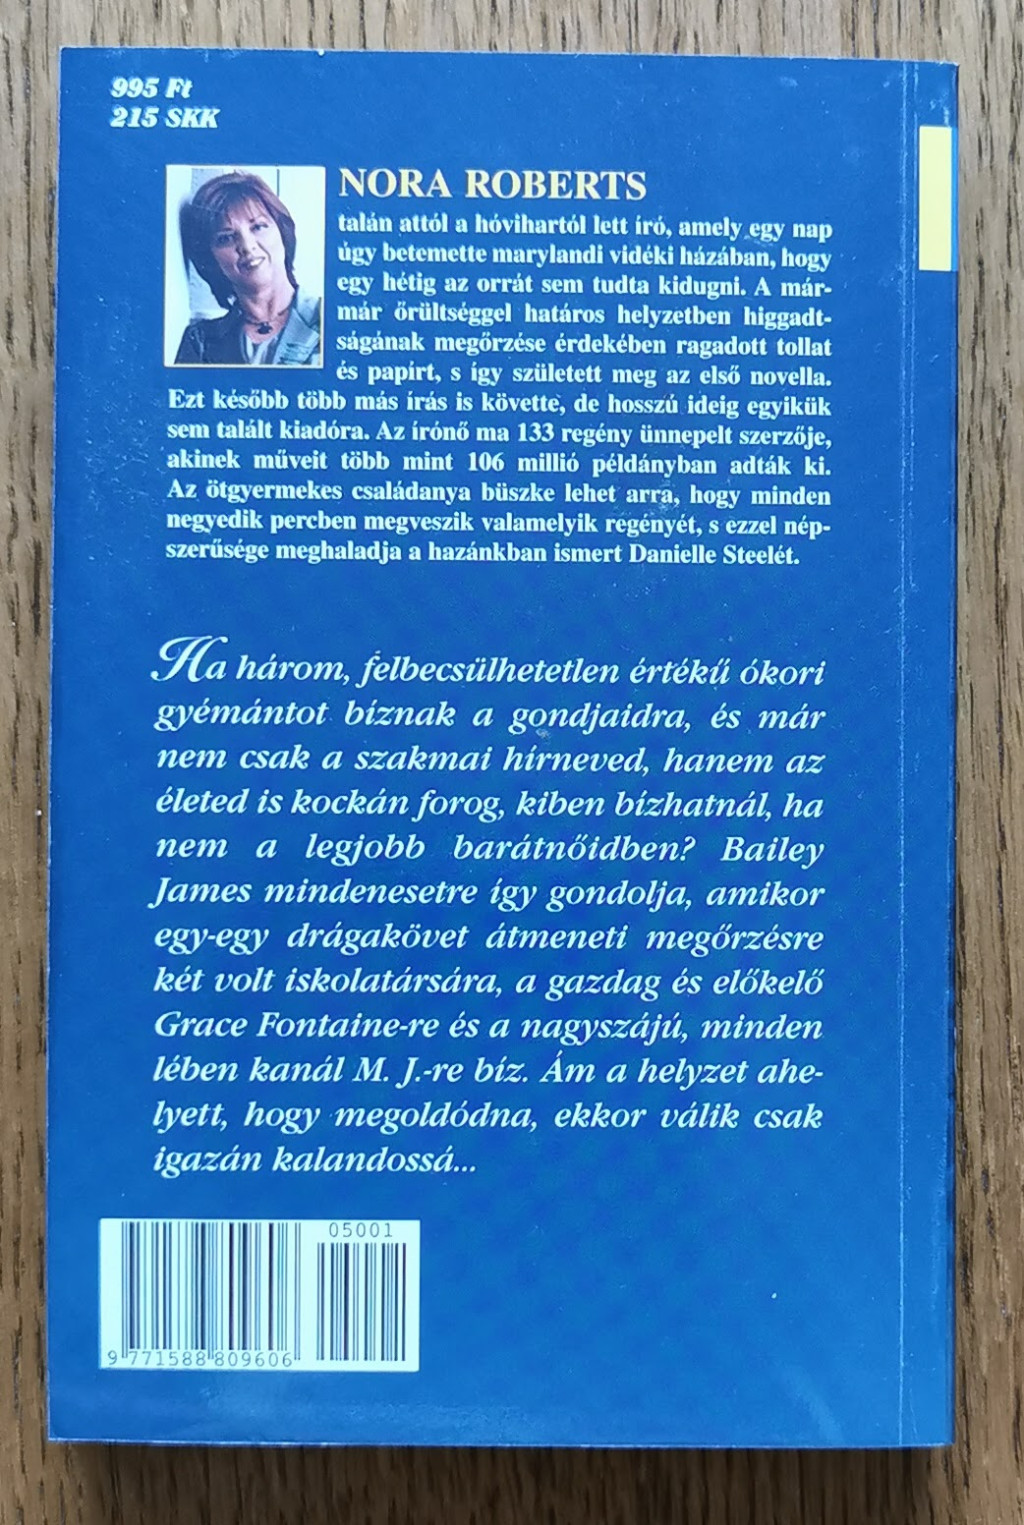 995 Ft
215 SKK
NORA ROBERTS
talán attól a hóvihartól lett író, amely egy nap
úgy betemette marylandi vidéki házában, hogy
egy hétig az orrát sem tudta kidugni. A már-
már őrültséggel határos helyzetben higgadt-
ságának megőrzése érdekében ragadott tollat
és papírt, s így született meg az első novella.
Ezt később több más írás is követte, de hosszú ideig egyikük
sem talált kiadóra. Az írónő ma 133 regény ünnepelt szerzője,
akinek műveit több mint 106 millió példányban adták ki.
Az ötgyermekes családanya büszke lehet arra, hogy minden
negyedik percben megveszik valamelyik regényét, s ezzel nép-
szerűsége meghaladja a hazánkban ismert Danielle Steelét.
Ha három, felbecsülhetetlen értékű ókori
gyémántot bíznak a gondjaidra, és már
nem csak a szakmai hírneved, hanem az
életed is kockán forog, kiben bízhatnál, ha
nem a legjobb barátnőidben? Bailey
James mindenesetre így gondolja, amikor
egy-egy drágakövet átmeneti megőrzésre
két volt iskolatársára, a gazdag és előkelő
Grace Fontaine-re és a nagyszájú, minden
lében kanál M. J.-re bíz. Ám a helyzet ahe-
lyett, hogy megoldódna, ekkor válik csak
igazán kalandossá...
05001
9 771588 809606